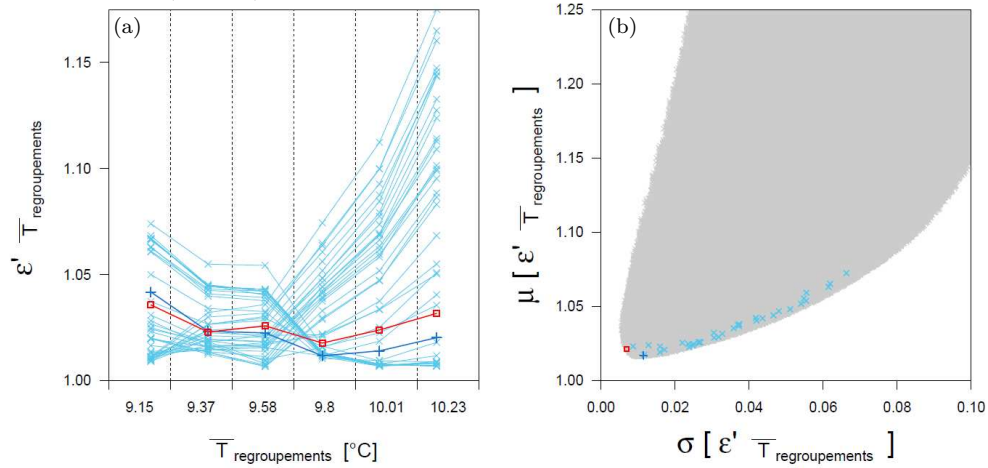 (a)
1.15
1.10
1.05
1.00
ε' T regroupements
9.15 9.37 9.58 9.8 10.01 10.23
T regroupements [°C]
(b)
1.25
1.20
1.15
1.10
1.05
1.00
μ [ ε' T regroupements ]
0.00 0.02 0.04 0.06 0.08 0.10
σ [ ε' T regroupements ]